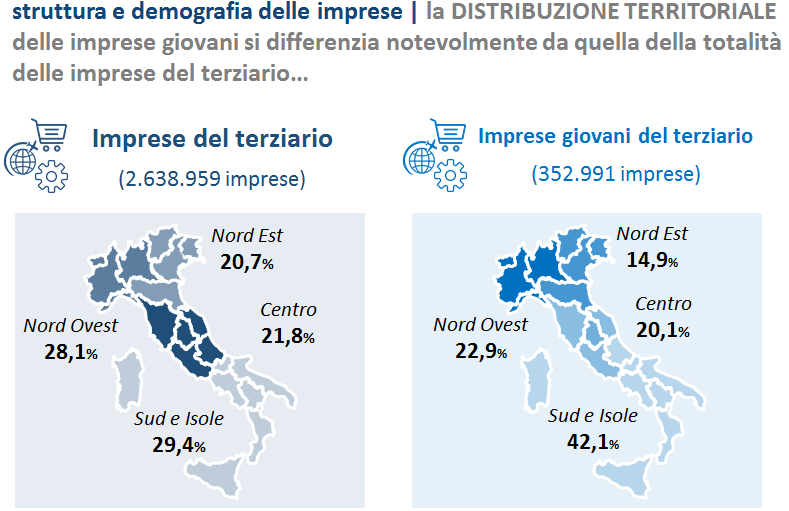 struttura e demografia delle imprese | la DISTRIBUZIONE TERRITORIALE
delle imprese giovani si differenzia notevolmente da quella della totalità
delle imprese del terziario...
Imprese del terziario
(2.638.959 imprese)
Nord Est
20,7%
Centro
21,8%
Nord Ovest
28,1%
Sud e Isole
29,4%
Imprese giovani del terziario
(352.991 imprese)
Nord Est
14,9%
Centro
20,1%
Nord Ovest
22,9%
Sud e Isole
42,1%